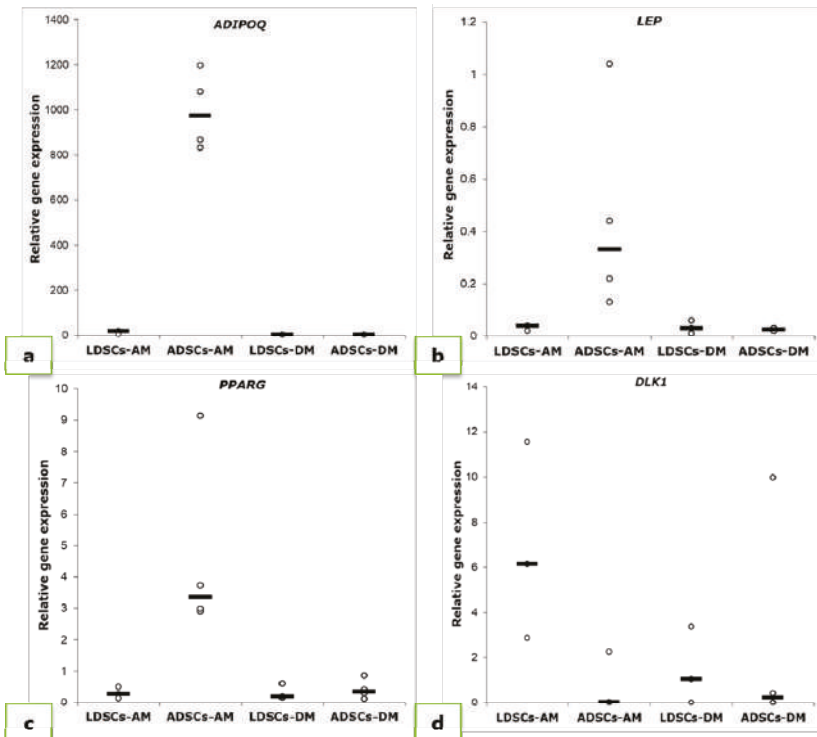 ADIPOQ
Relative gene expression
1400
1200
1000
800
600
400
200
0
LDSCs-AM ADSCs-AM LDSCs-DM ADSCs-DM
a
LEP
Relative gene expression
1.2
1
0.8
0.6
0.4
0.2
0
LDSCs-AM ADSCs-AM LDSCs-DM ADSCs-DM
b
PPARG
Relative gene expression
10
9
8
7
6
5
4
3
2
1
0
LDSCs-AM ADSCs-AM LDSCs-DM ADSCs-DM
c
DLK1
Relative gene expression
14
12
10
8
6
4
2
0
LDSCs-AM ADSCs-AM LDSCs-DM ADSCs-DM
d